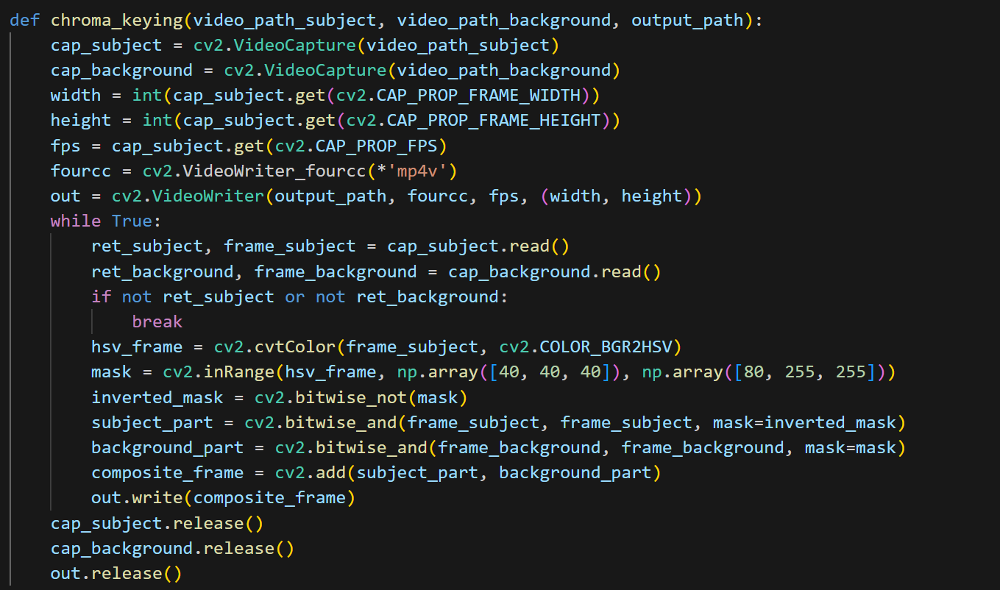 def chroma_keying(video_path_subject, video_path_background, output_path):
    cap_subject = cv2.VideoCapture(video_path_subject)
    cap_background = cv2.VideoCapture(video_path_background)
    width = int(cap_subject.get(cv2.CAP_PROP_FRAME_WIDTH))
    height = int(cap_subject.get(cv2.CAP_PROP_FRAME_HEIGHT))
    fps = cap_subject.get(cv2.CAP_PROP_FPS)
    fourcc = cv2.VideoWriter_fourcc(*'mp4v')
    out = cv2.VideoWriter(output_path, fourcc, fps, (width, height))
    while True:
        ret_subject, frame_subject = cap_subject.read()
        ret_background, frame_background = cap_background.read()
        if not ret_subject or not ret_background:
            break
        hsv_frame = cv2.cvtColor(frame_subject, cv2.COLOR_BGR2HSV)
        mask = cv2.inRange(hsv_frame, np.array([40, 40, 40]), np.array([80, 255, 255]))
        inverted_mask = cv2.bitwise_not(mask)
        subject_part = cv2.bitwise_and(frame_subject, frame_subject, mask=inverted_mask)
        background_part = cv2.bitwise_and(frame_background, frame_background, mask=mask)
        composite_frame = cv2.add(subject_part, background_part)
        out.write(composite_frame)
    cap_subject.release()
    cap_background.release()
    out.release()